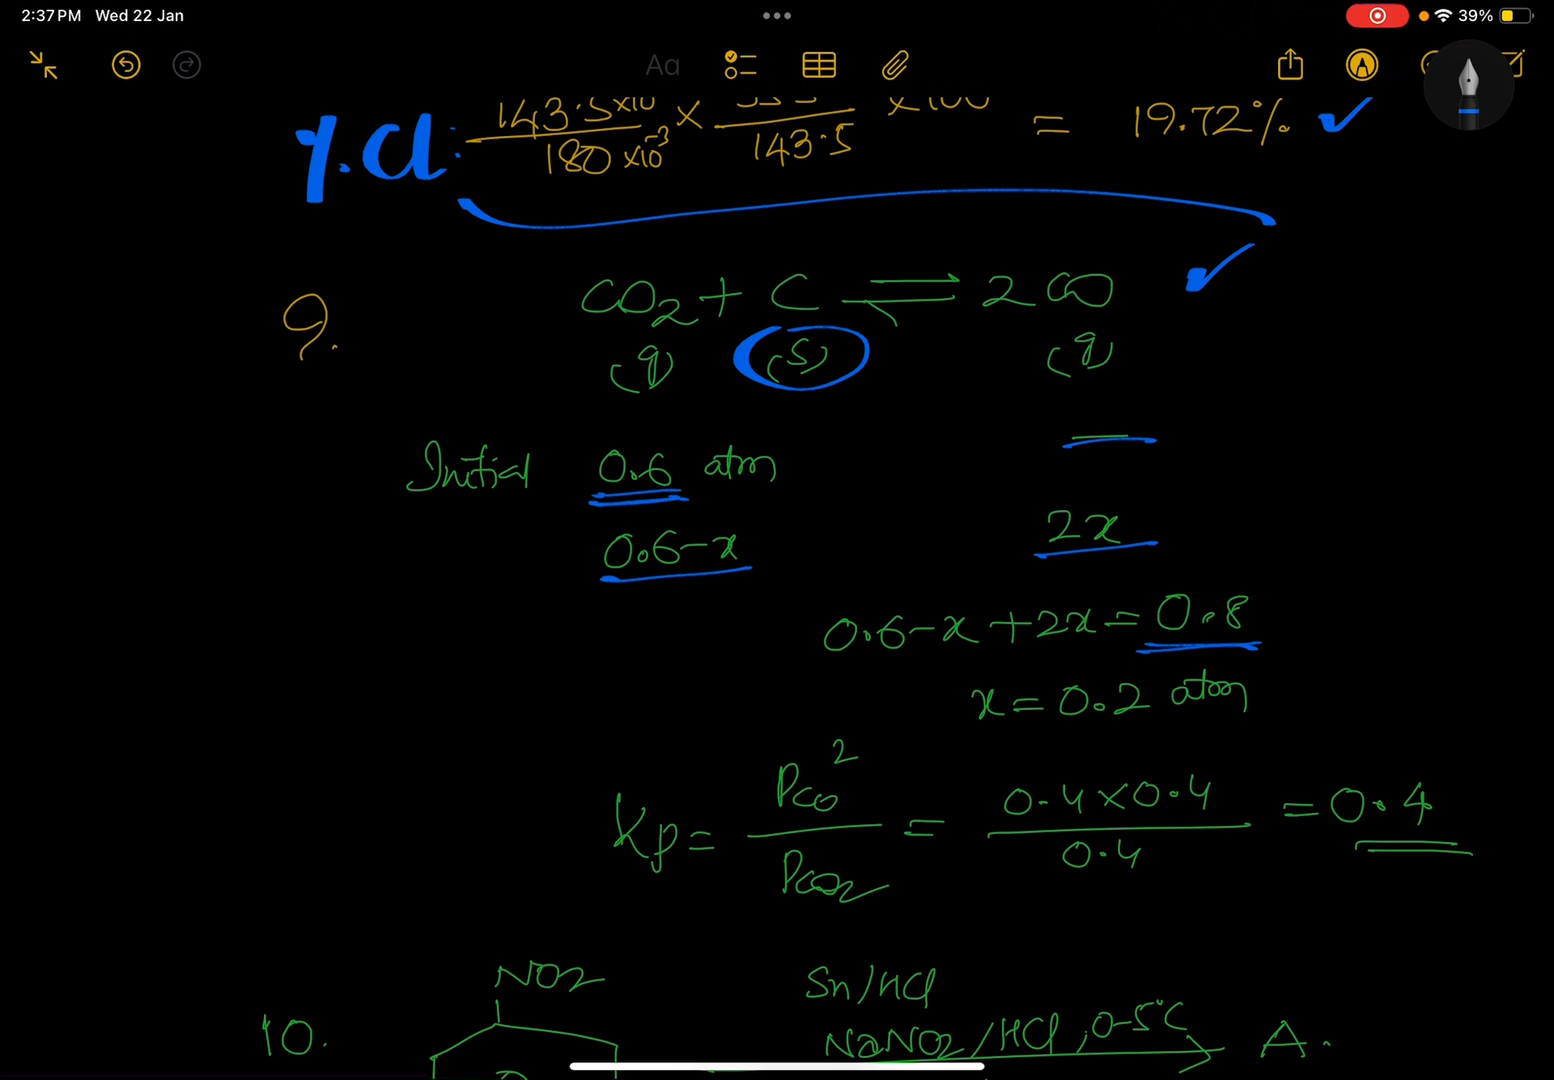 2:37 PM Wed 22 Jan
39%
Aa
%.Cl: 143.5×10 / 180×10⁻³ × / 143.5 ×100 = 19.72% ✓
9. CO2 + C ⇌ 2CO ✓
(g) (s) (g)
Initial 0.6 atm —
0.6-x 2x
0.6-x+2x=0.8
x=0.2 atm
Kp = Pco² / Pco2 = 0.4×0.4 / 0.4 = 0.4
NO2 Sn/HCl
10. NaNO2/HCl, 0-5°C A.